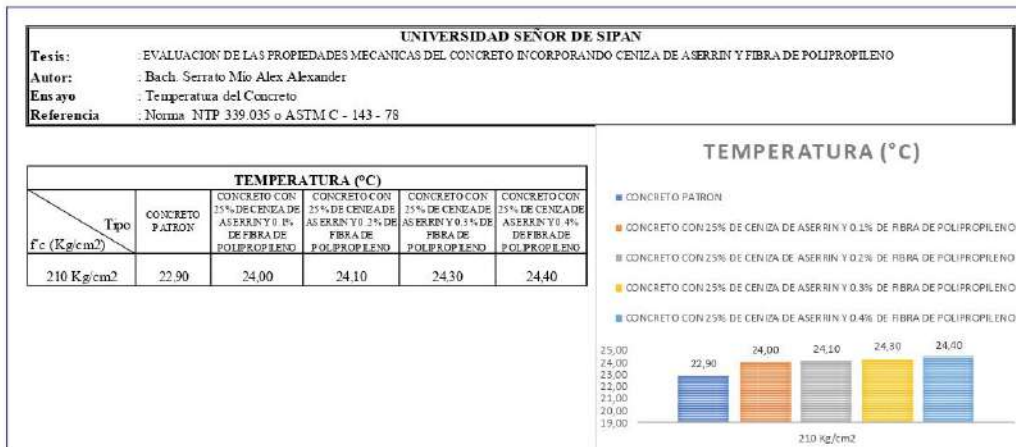 UNIVERSIDAD SEÑOR DE SIPAN
Tesis: : EVALUACION DE LAS PROPIEDADES MECANICAS DEL CONCRETO INCORPORANDO CENIZA DE ASERRIN Y FIBRA DE POLIPROPILENO
Autor: : Bach. Serrato Mio Alex Alexander
Ensayo : Temperatura del Concreto
Referencia : Norma NTP 339.035 o ASTM C - 143 - 78
TEMPERATURA (°C)
Tipo
f'c (Kg/cm2)
CONCRETO
PATRON
CONCRETO CON
25% DE CENIZA DE
ASERRIN Y 0.1%
DE FIBRA DE
POLIPROPILENO
CONCRETO CON
25% DE CENIZA DE
ASERRIN Y 0.2% DE
FIBRA DE
POLIPROPILENO
CONCRETO CON
25% DE CENIZA DE
ASERRIN Y 0.3% DE
FIBRA DE
POLIPROPILENO
CONCRETO CON
25% DE CENIZA DE
ASERRIN Y 0.4%
DE FIBRA DE
POLIPROPILENO
210 Kg/cm2 22,90 24,00 24,10 24,30 24,40
TEMPERATURA (°C)
CONCRETO PATRON
CONCRETO CON 25% DE CENIZA DE ASERRIN Y 0.1% DE FIBRA DE POLIPROPILENO
CONCRETO CON 25% DE CENIZA DE ASERRIN Y 0.2% DE FIBRA DE POLIPROPILENO
CONCRETO CON 25% DE CENIZA DE ASERRIN Y 0.3% DE FIBRA DE POLIPROPILENO
CONCRETO CON 25% DE CENIZA DE ASERRIN Y 0.4% DE FIBRA DE POLIPROPILENO
25,00
24,00
23,00
22,00
21,00
20,00
19,00
22,90 24,00 24,10 24,30 24,40
210 Kg/cm2